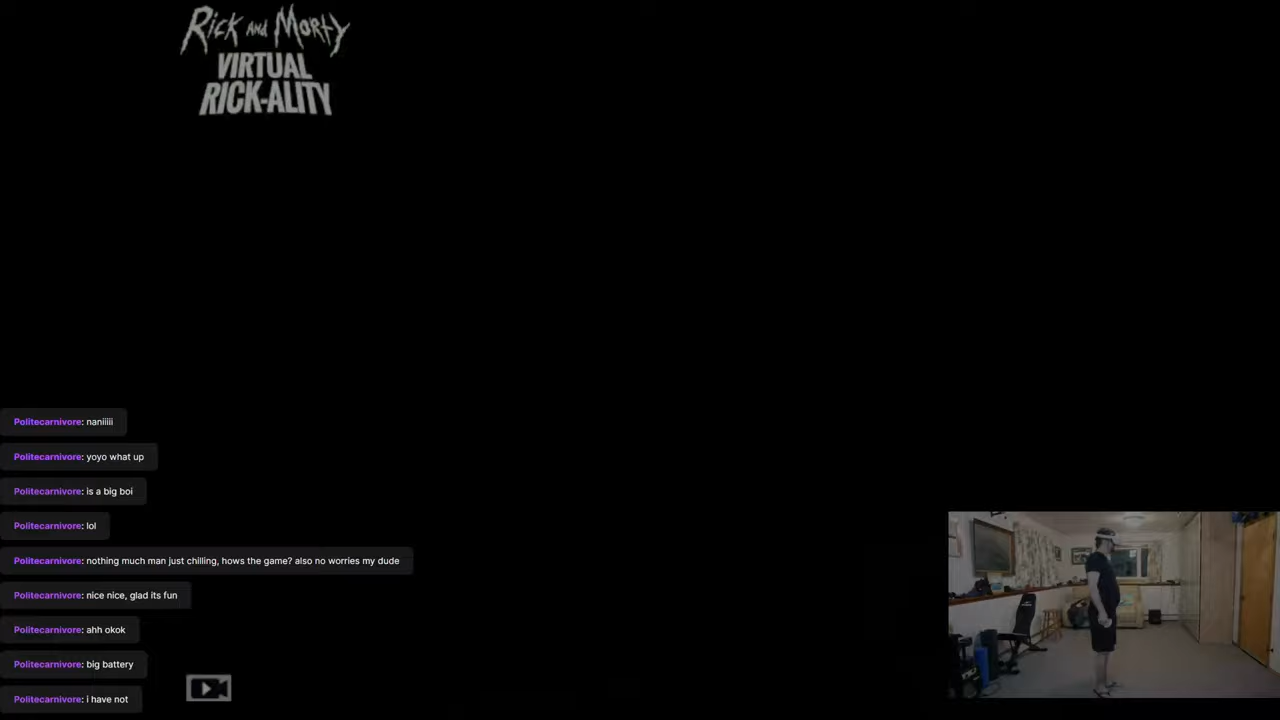 Rick and Morty
VIRTUAL
RICK-ALITY
Politecarnivore: naniiiii
Politecarnivore: yoyo what up
Politecarnivore: is a big boi
Politecarnivore: lol
Politecarnivore: nothing much man just chilling, hows the game? also no worries my dude
Politecarnivore: nice nice, glad its fun
Politecarnivore: ahh okok
Politecarnivore: big battery
Politecarnivore: i have not